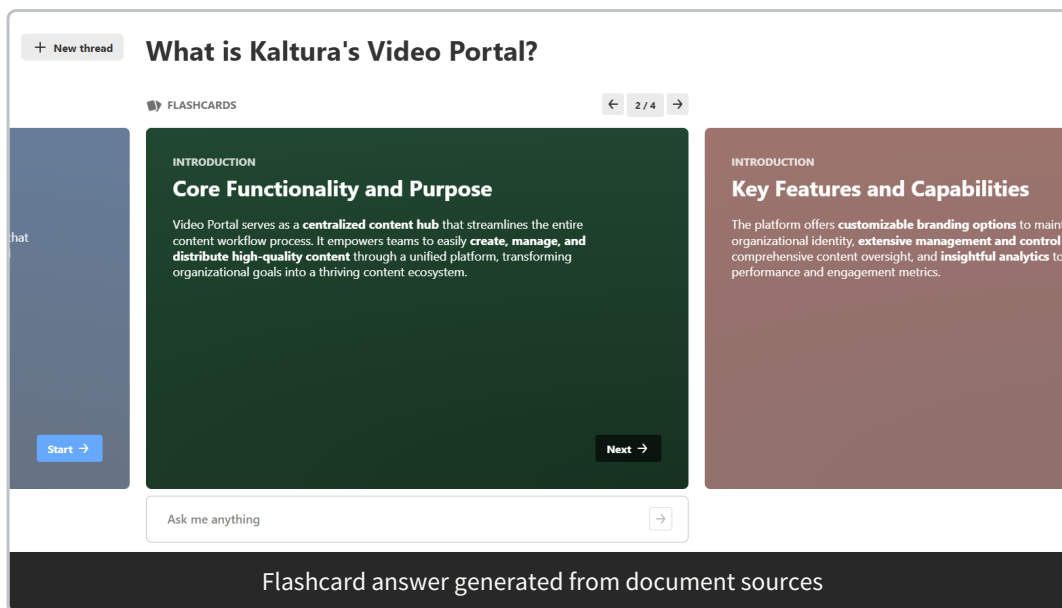 + New thread
What is Kaltura's Video Portal?
FLASHCARDS
← 2 / 4 →
that
Start →
INTRODUCTION
Core Functionality and Purpose
Video Portal serves as a centralized content hub that streamlines the entire
content workflow process. It empowers teams to easily create, manage, and
distribute high-quality content through a unified platform, transforming
organizational goals into a thriving content ecosystem.
Next →
INTRODUCTION
Key Features and Capabilities
The platform offers customizable branding options to maint
organizational identity, extensive management and control
comprehensive content oversight, and insightful analytics to
performance and engagement metrics.
Ask me anything
Flashcard answer generated from document sources